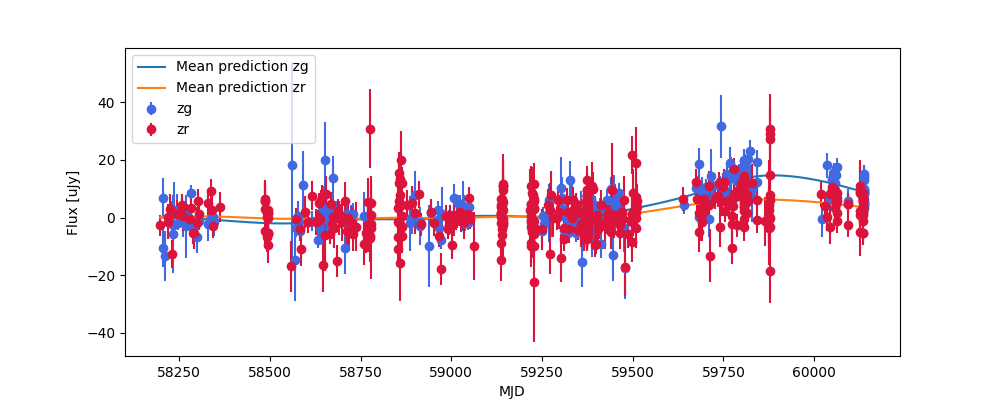 Mean prediction zg
Mean prediction zr
zg
zr
Flux [uJy]
40
20
0
−20
−40
58250
58500
58750
59000
59250
59500
59750
60000
MJD